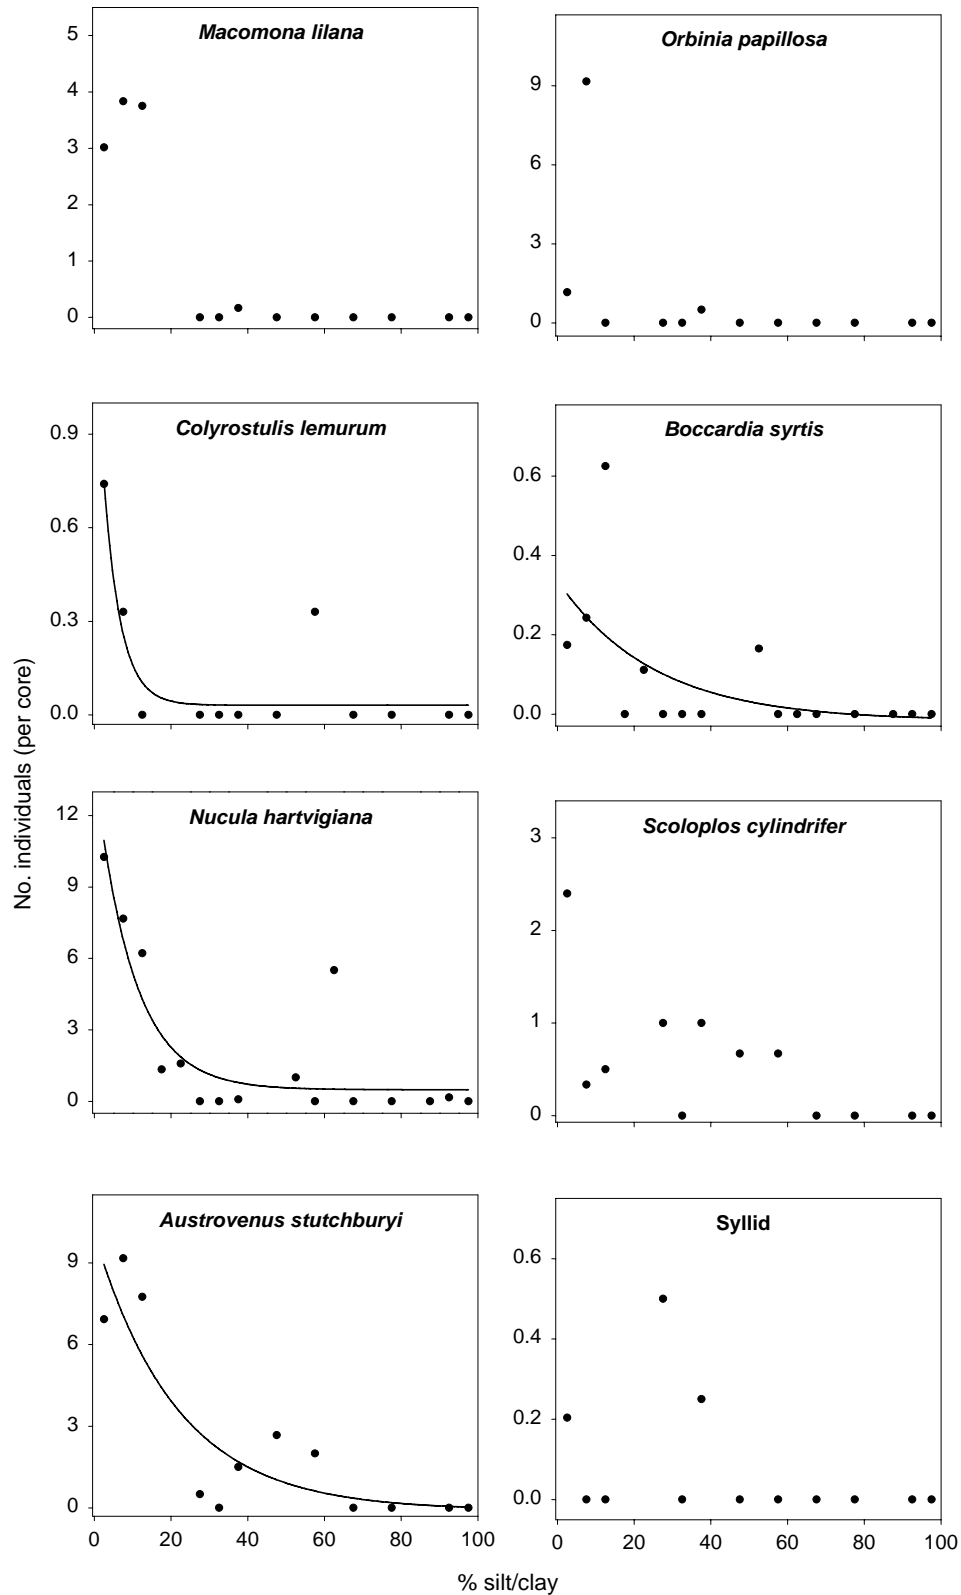 Macomona lilana
5
4
3
2
1
0
Orbinia papillosa
9
6
3
0
Colyrostulis lemurum
0.9
0.6
0.3
0.0
Boccardia syrtis
0.6
0.4
0.2
0.0
No. individuals (per core)
Nucula hartvigiana
12
9
6
3
0
Scoloplos cylindrifer
3
2
1
0
Austrovenus stutchburyi
9
6
3
0
0 20 40 60 80 100
Syllid
0.6
0.4
0.2
0.0
0 20 40 60 80 100
% silt/clay